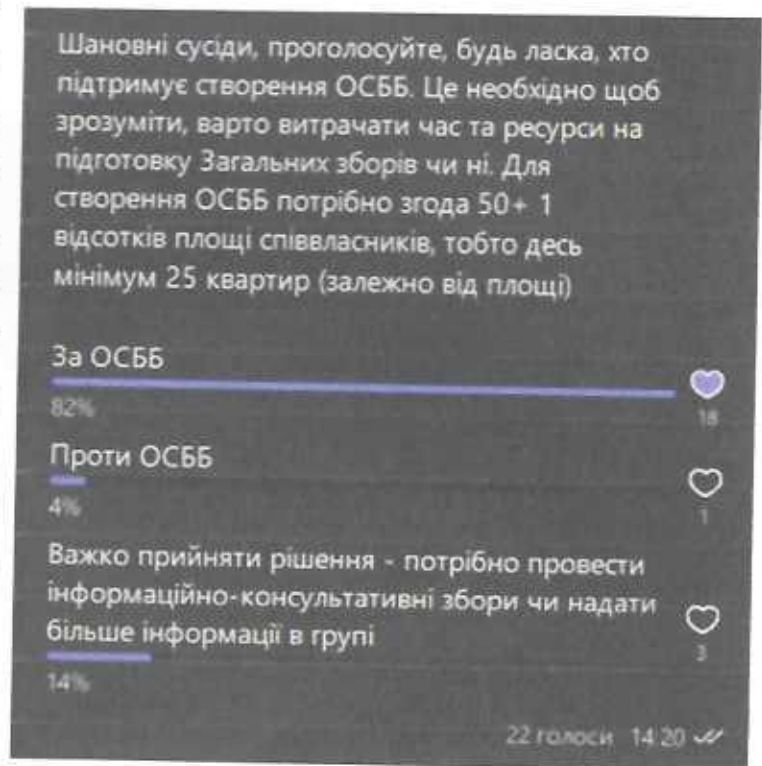 Шановні сусіди, проголосуйте, будь ласка, хто
підтримує створення ОСББ. Це необхідно щоб
зрозуміти, варто витрачати час та ресурси на
підготовку Загальних зборів чи ні. Для
створення ОСББ потрібно згода 50+ 1
відсотків площі співвласників, тобто десь
мінімум 25 квартир (залежно від площі)
За ОСББ
82%
18
Проти ОСББ
4%
1
Важко прийняти рішення - потрібно провести
інформаційно-консультативні збори чи надати
більше інформації в групі
3
14%
22 голоси 14:20